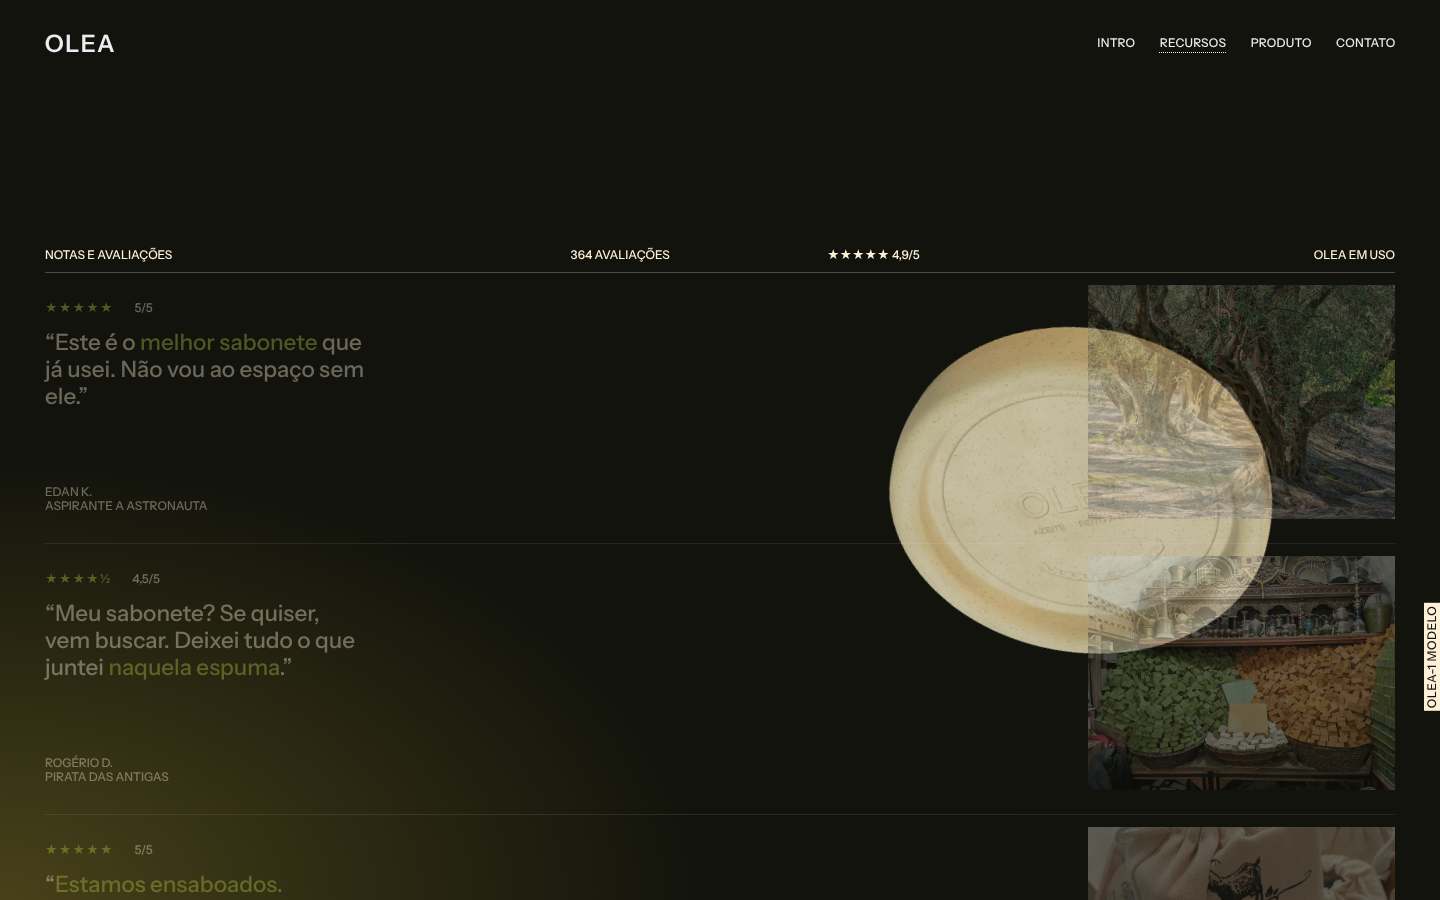 OLEA
INTRO
RECURSOS
PRODUTO
CONTATO
NOTAS E AVALIAÇÕES
364 AVALIAÇÕES
★★★★★ 4,9/5
OLEA EM USO
★★★★★ 5/5
“Este é o melhor sabonete que
já usei. Não vou ao espaço sem
ele.”
EDAN K.
ASPIRANTE A ASTRONAUTA
★★★★½ 4,5/5
“Meu sabonete? Se quiser,
vem buscar. Deixei tudo o que
juntei naquela espuma.”
ROGÉRIO D.
PIRATA DAS ANTIGAS
★★★★★ 5/5
“Estamos ensaboados.
OLEA-1 MODELO